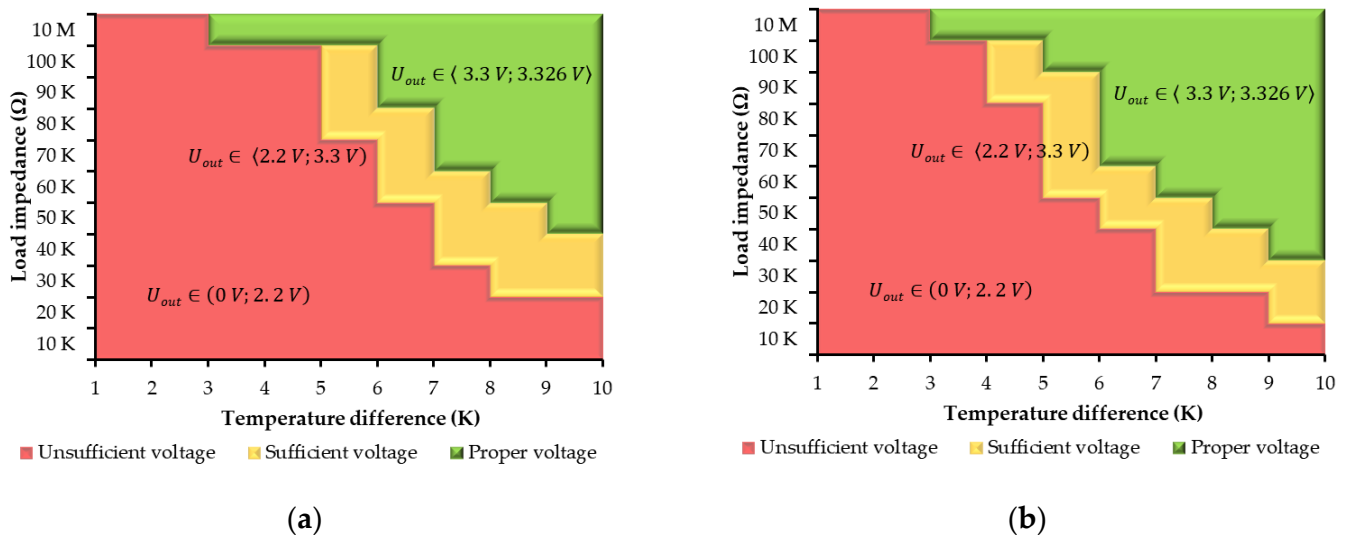 Load impedance (Ω)
10 M
100 K
90 K
80 K
70 K
60 K
50 K
40 K
30 K
20 K
10 K
U_out ∈ ⟨ 3.3 V; 3.326 V⟩
U_out ∈ ⟨2.2 V; 3.3 V)
U_out ∈ (0 V; 2.2 V)
1 2 3 4 5 6 7 8 9 10
Temperature difference (K)
Unsufficient voltage Sufficient voltage Proper voltage
(a)
Load impedance (Ω)
10 M
100 K
90 K
80 K
70 K
60 K
50 K
40 K
30 K
20 K
10 K
U_out ∈ ⟨ 3.3 V; 3.326 V⟩
U_out ∈ ⟨2.2 V; 3.3 V)
U_out ∈ (0 V; 2.2 V)
1 2 3 4 5 6 7 8 9 10
Temperature difference (K)
Unsufficient voltage Sufficient voltage Proper voltage
(b)